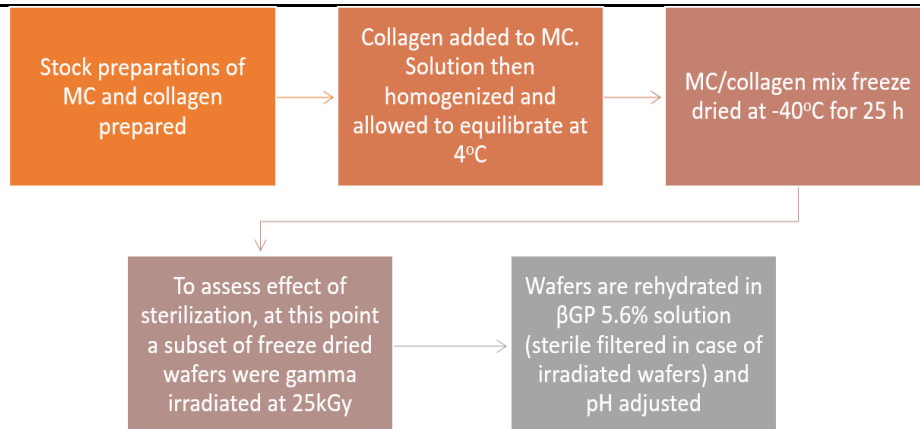 Stock preparations of
MC and collagen
prepared
Collagen added to MC.
Solution then
homogenized and
allowed to equilibrate at
4°C
MC/collagen mix freeze
dried at -40°C for 25 h
To assess effect of
sterilization, at this point
a subset of freeze dried
wafers were gamma
irradiated at 25kGy
Wafers are rehydrated in
βGP 5.6% solution
(sterile filtered in case of
irradiated wafers) and
pH adjusted